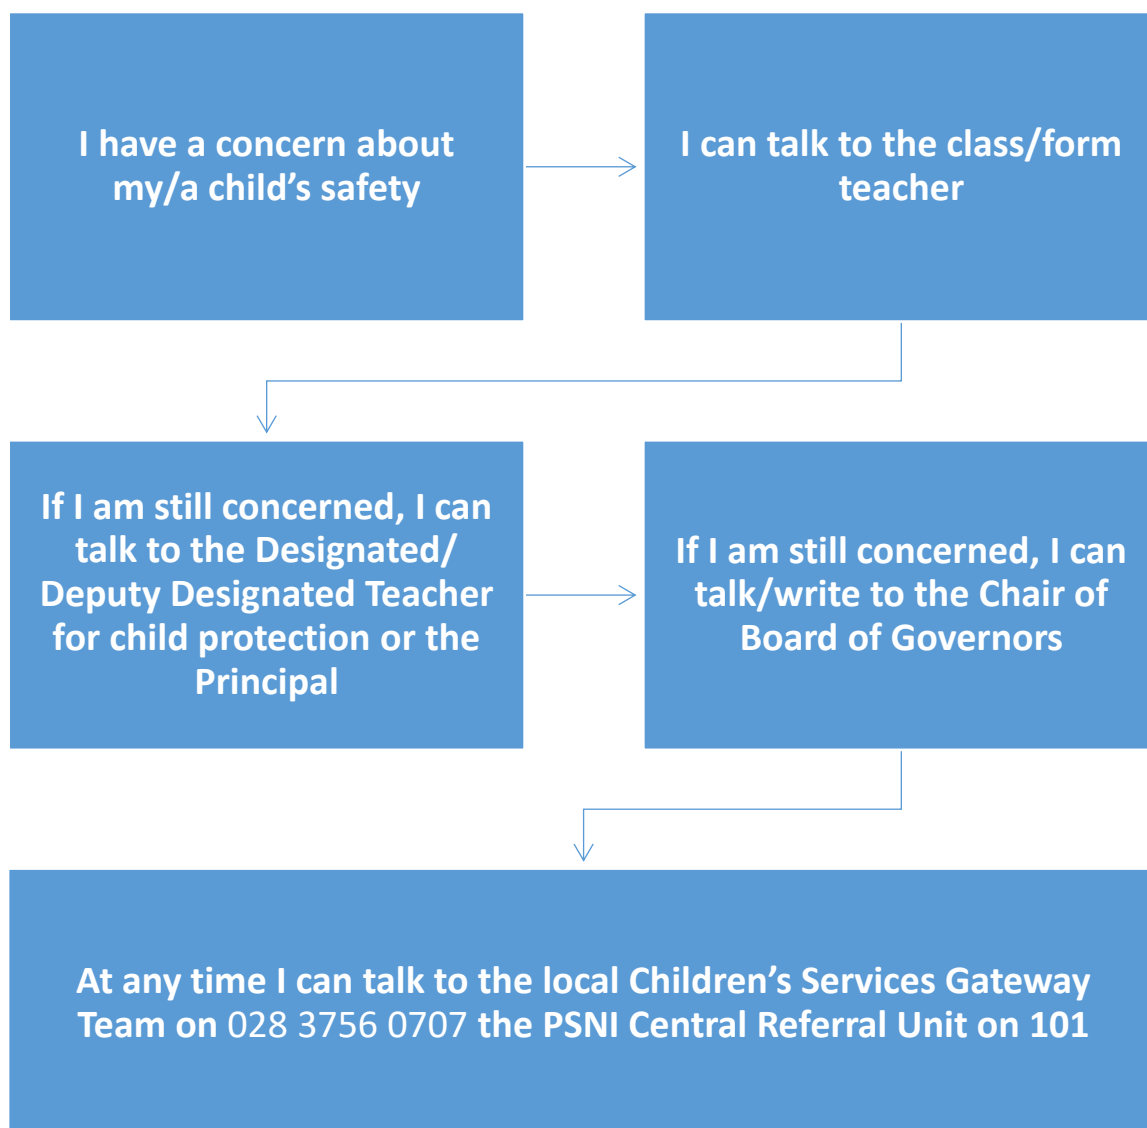 I have a concern about
my/a child’s safety
I can talk to the class/form
teacher
If I am still concerned, I can
talk to the Designated/
Deputy Designated Teacher
for child protection or the
Principal
If I am still concerned, I can
talk/write to the Chair of
Board of Governors
At any time I can talk to the local Children’s Services Gateway
Team on 028 3756 0707 the PSNI Central Referral Unit on 101